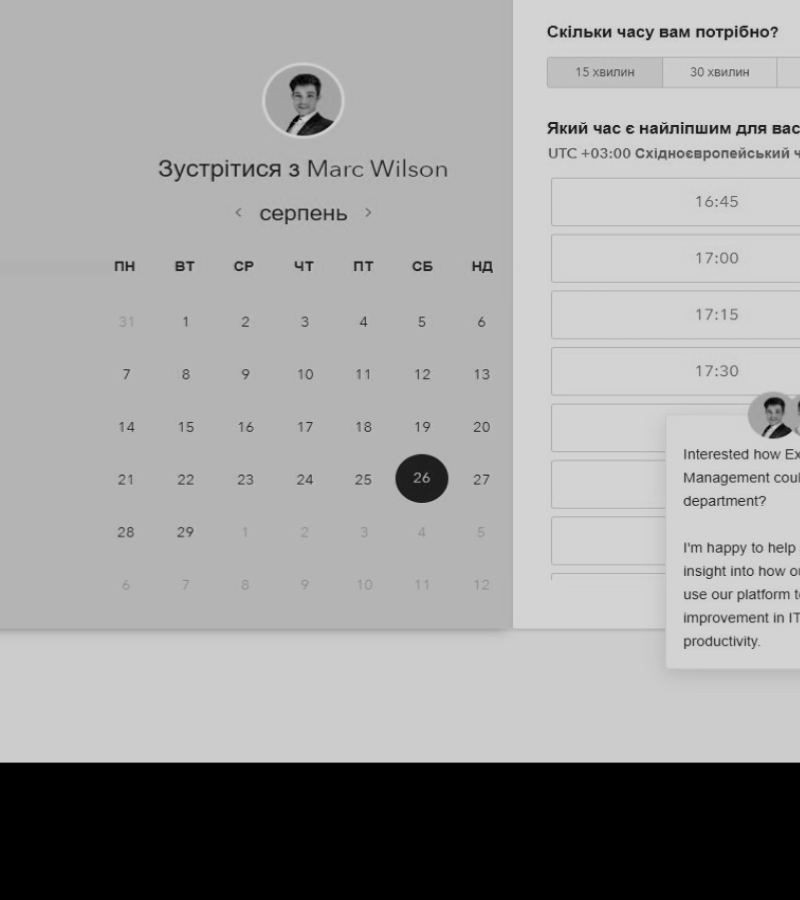 Зустрітися з Marc Wilson
серпень
ПН ВТ СР ЧТ ПТ СБ НД
31 1 2 3 4 5 6
7 8 9 10 11 12 13
14 15 16 17 18 19 20
21 22 23 24 25 26 27
28 29 1 2 3 4 5
6 7 8 9 10 11 12
Скільки часу вам потрібно?
15 хвилин 30 хвилин
Який час є найліпшим для вас
UTC +03:00 Східноєвропейський ч
16:45
17:00
17:15
17:30
Interested how Ex
Management coul
department?
I'm happy to help
insight into how ou
use our platform t
improvement in IT
productivity.